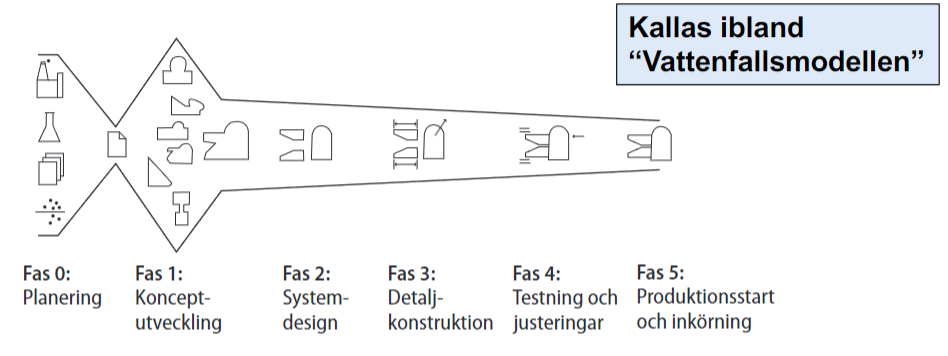 Kallas ibland
“Vattenfallsmodellen”
Fas 0:
Planering
Fas 1:
Koncept-
utveckling
Fas 2:
System-
design
Fas 3:
Detalj-
konstruktion
Fas 4:
Testning och
justeringar
Fas 5:
Produktionsstart
och inkörning